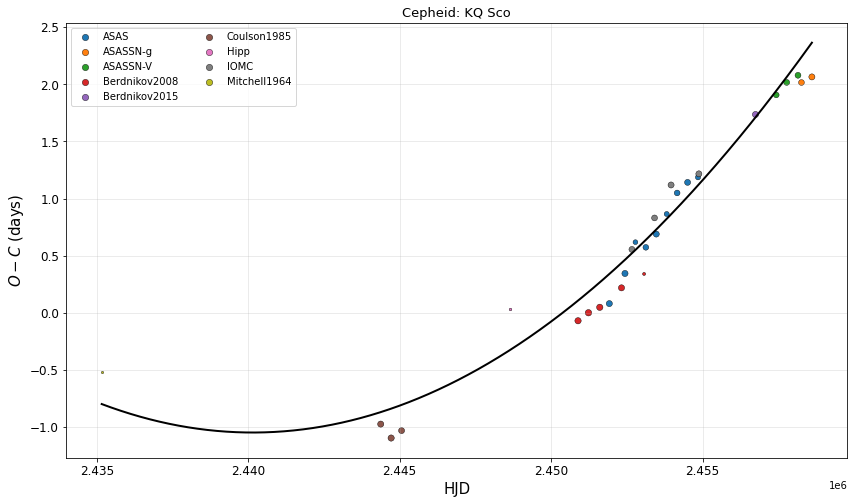 Cepheid: KQ Sco
2.5
2.0
1.5
1.0
0.5
0.0
−0.5
−1.0
O − C (days)
ASAS
ASASSN-g
ASASSN-V
Berdnikov2008
Berdnikov2015
Coulson1985
Hipp
IOMC
Mitchell1964
2.435 2.440 2.445 2.450 2.455
1e6
HJD